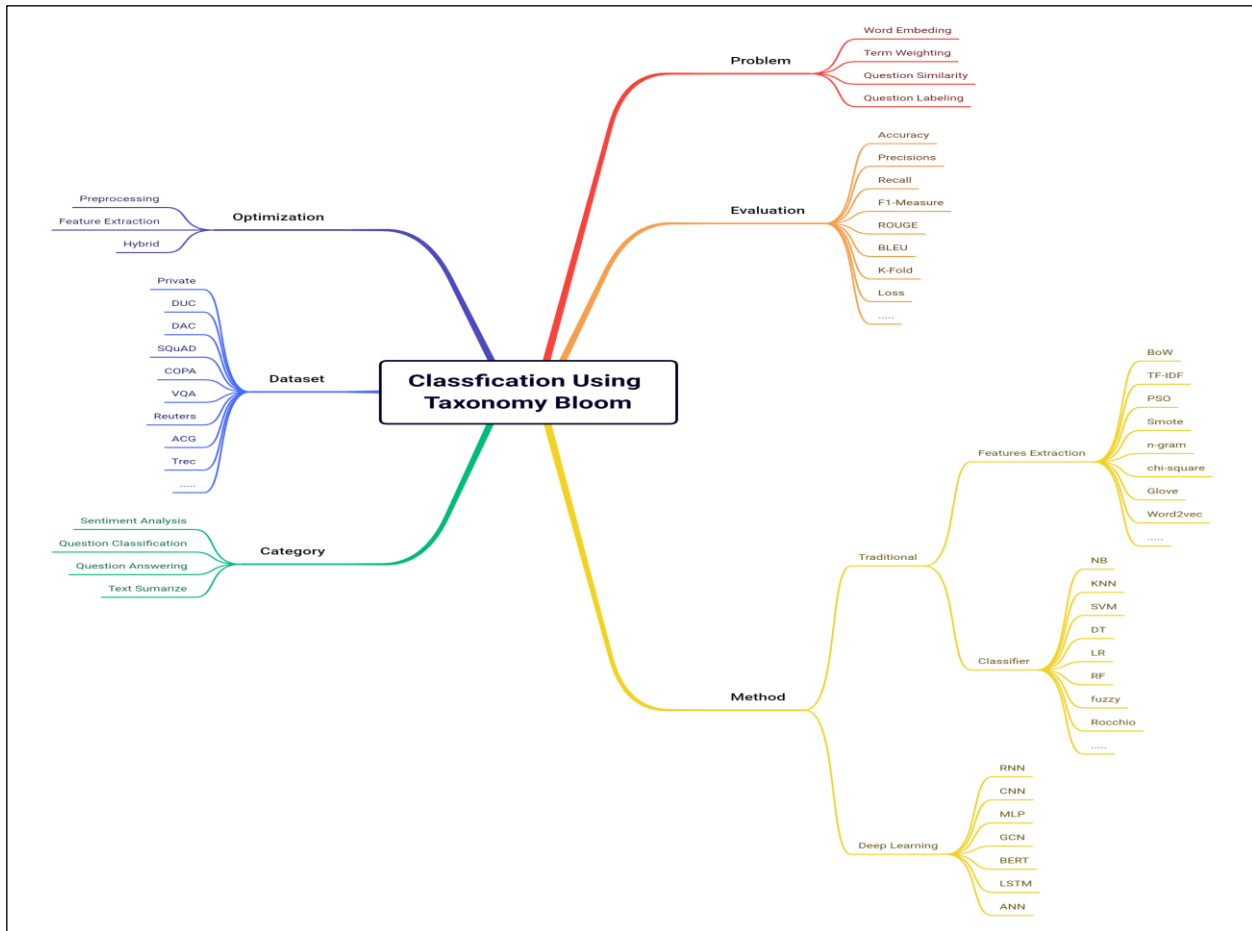 Classfication Using
Taxonomy Bloom
Problem
Word Embeding
Term Weighting
Question Similarity
Question Labeling
Evaluation
Accuracy
Precisions
Recall
F1-Measure
ROUGE
BLEU
K-Fold
Loss
.....
Method
Traditional
Features Extraction
BoW
TF-IDF
PSO
Smote
n-gram
chi-square
Glove
Word2vec
.....
Classifier
NB
KNN
SVM
DT
LR
RF
fuzzy
Rocchio
.....
Deep Learning
RNN
CNN
MLP
GCN
BERT
LSTM
ANN
Optimization
Preprocessing
Feature Extraction
Hybrid
Dataset
Private
DUC
DAC
SQuAD
COPA
VQA
Reuters
ACG
Trec
.....
Category
Sentiment Analysis
Question Classification
Question Answering
Text Sumarize